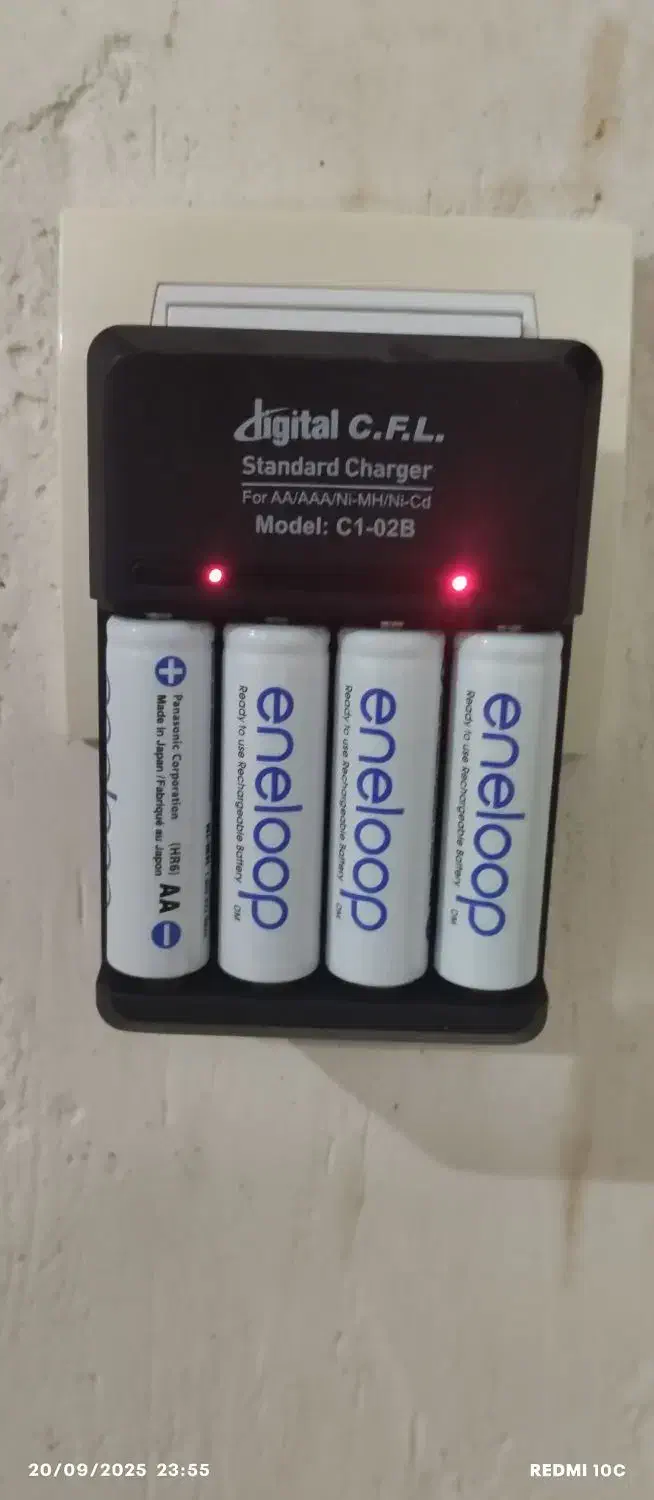 digital C.F.L.
Standard Charger
For AA/AAA/Ni-MH/Ni-Cd
Model: C1-02B
Panasonic Corporation (HR6)
Made in Japan /Fabriqué au Japon
AA
eneloop
Ready to use Rechargeable Battery
eneloop
Ready to use Rechargeable Battery
eneloop
Ready to use Rechargeable Battery
20/09/2025 23:55
REDMI 10C